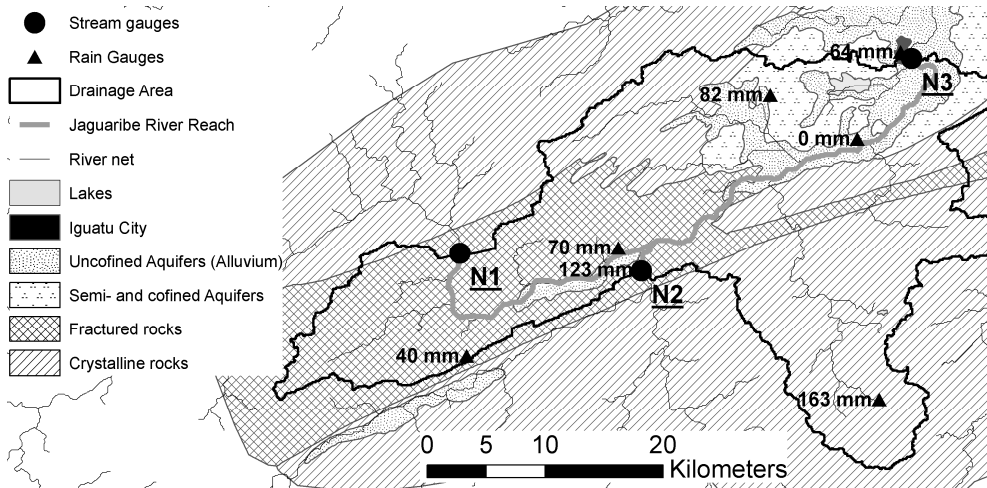 Stream gauges
Rain Gauges
Drainage Area
Jaguaribe River Reach
River net
Lakes
Iguatu City
Uncofined Aquifers (Alluvium)
Semi- and cofined Aquifers
Fractured rocks
Crystalline rocks
64 mm
N3
82 mm
0 mm
70 mm
123 mm
N1
N2
40 mm
163 mm
0 5 10 20
Kilometers